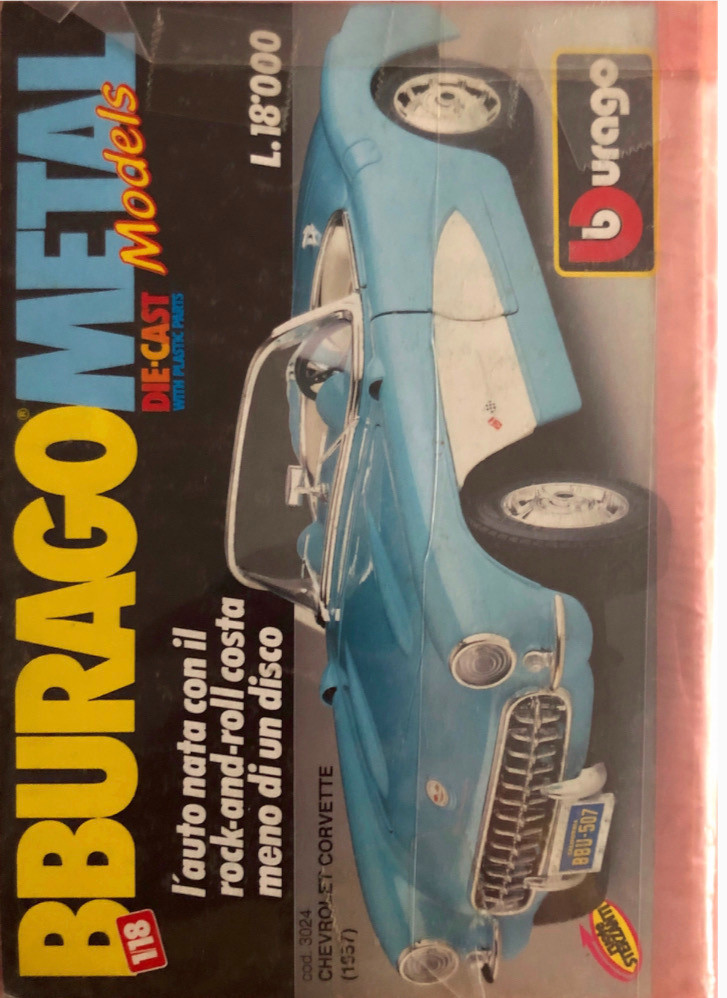 BBURAGO® METAL
1/18
DIE-CAST Models
WITH PLASTIC PARTS
l'auto nata con il
rock-and-roll costa
meno di un disco
L.18'000
cod. 3024
CHEVROLET CORVETTE
(1957)
BBU-507
burago